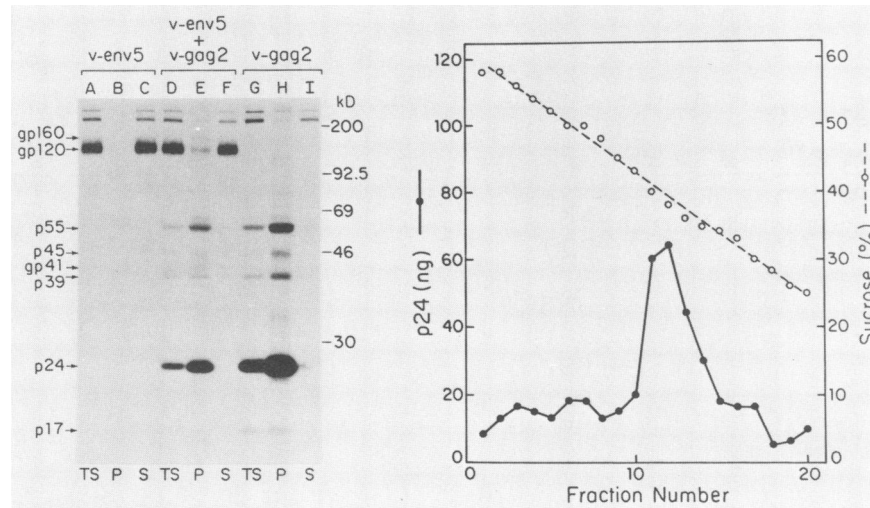 v-env5
+
v-env5 v-gag2 v-gag2
A B C D E F G H I
kD
gp160
gp120
p55
p45
gp41
p39
p24
p17
200
92.5
69
46
30
TS P S TS P S TS P S
120
100
80
60
40
20
0
p24 (ng)
60
50
40
30
20
10
0
Sucrose (%)
0 10 20
Fraction Number